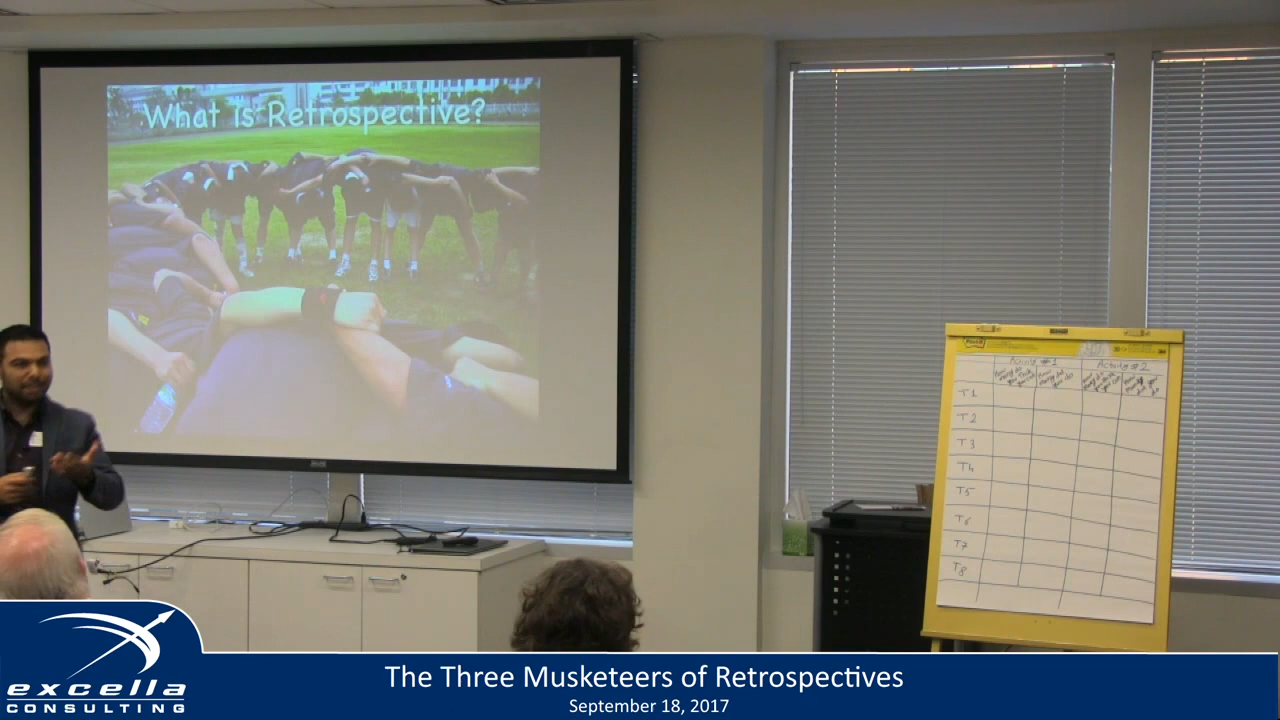 What is Retrospective?
Activity #1 Activity #2
T1
T2
T3
T4
T5
T6
T7
T8
excella
CONSULTING
The Three Musketeers of Retrospectives
September 18, 2017